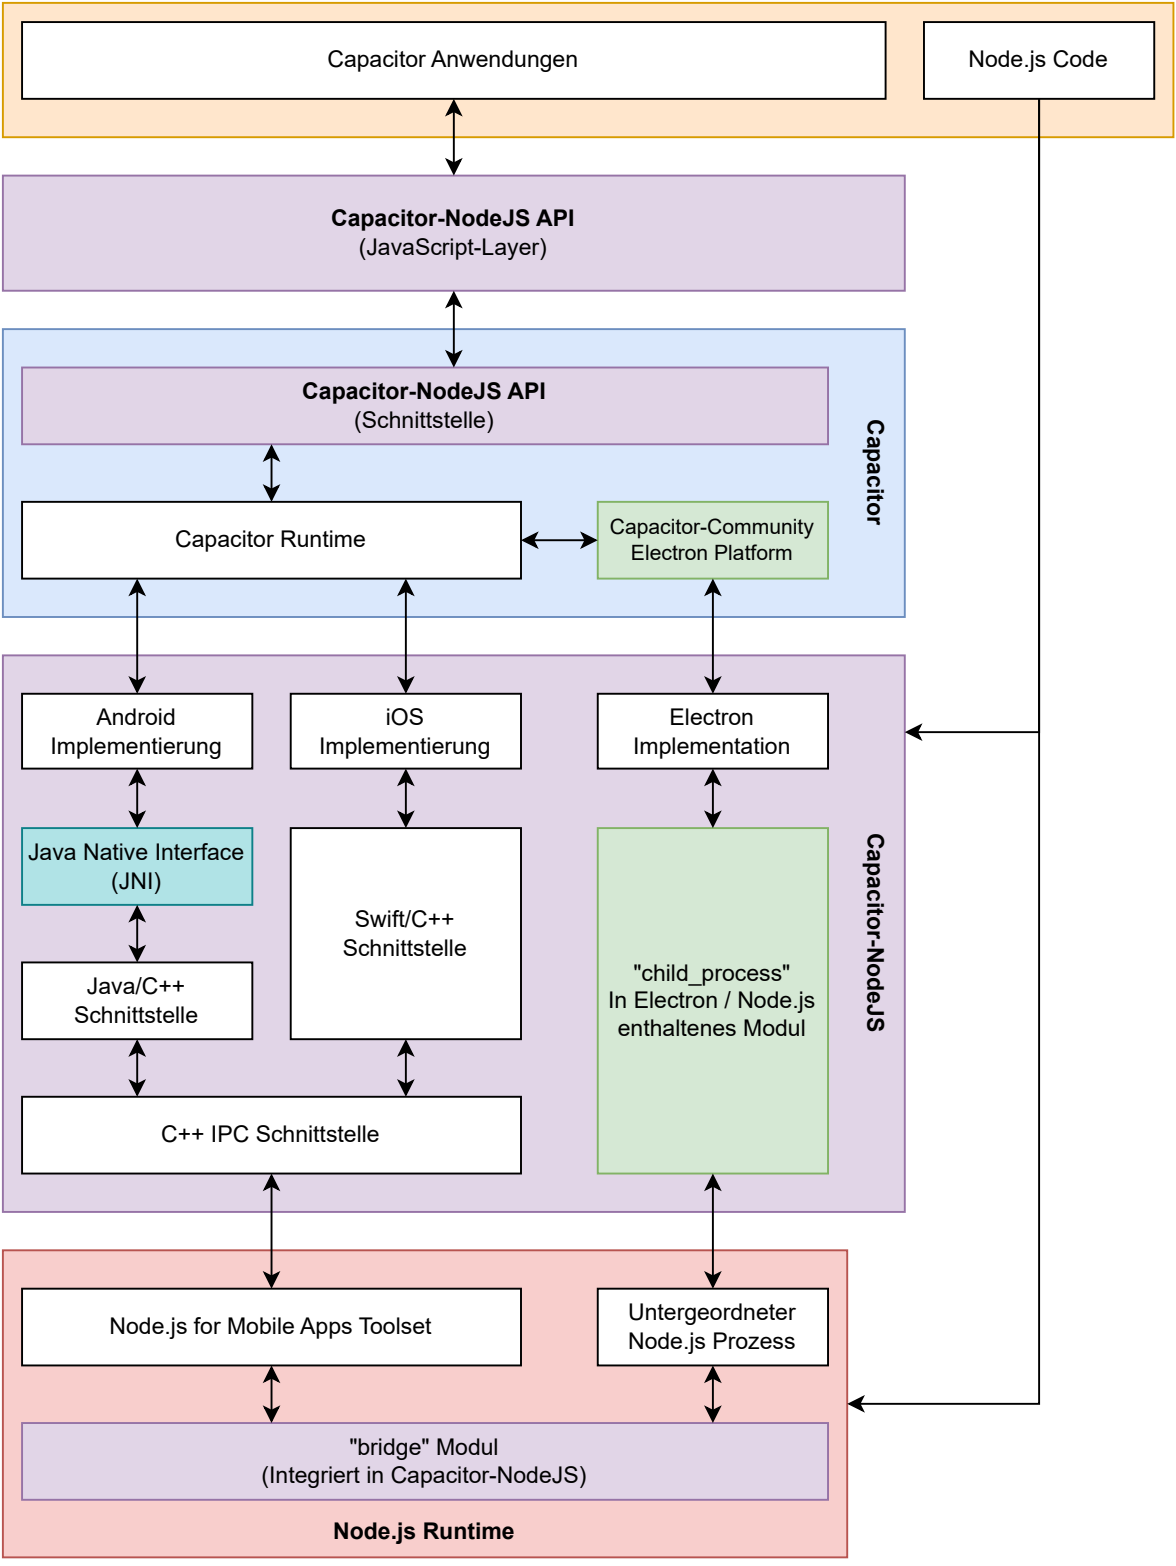 Capacitor Anwendungen
Node.js Code
Capacitor-NodeJS API
(JavaScript-Layer)
Capacitor-NodeJS API
(Schnittstelle)
Capacitor
Capacitor Runtime
Capacitor-Community
Electron Platform
Android
Implementierung
iOS
Implementierung
Electron
Implementation
Java Native Interface
(JNI)
Swift/C++
Schnittstelle
"child_process"
In Electron / Node.js
enthaltenes Modul
Capacitor-NodeJS
Java/C++
Schnittstelle
C++ IPC Schnittstelle
Node.js for Mobile Apps Toolset
Untergeordneter
Node.js Prozess
"bridge" Modul
(Integriert in Capacitor-NodeJS)
Node.js Runtime